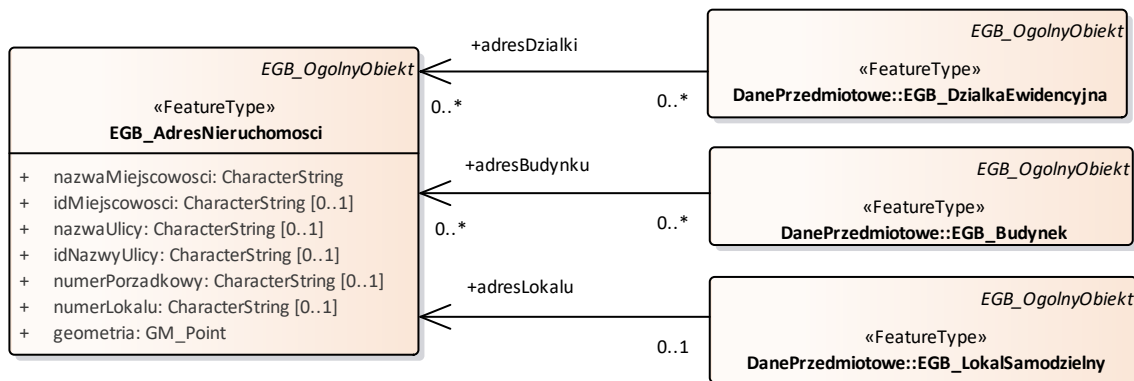 EGB_OgolnyObiekt
«FeatureType»
EGB_AdresNieruchomosci
+ nazwaMiejscowosci: CharacterString
+ idMiejscowosci: CharacterString [0..1]
+ nazwaUlicy: CharacterString [0..1]
+ idNazwyUlicy: CharacterString [0..1]
+ numerPorzadkowy: CharacterString [0..1]
+ numerLokalu: CharacterString [0..1]
+ geometria: GM_Point
+adresDzialki
0..*
0..*
EGB_OgolnyObiekt
«FeatureType»
DanePrzedmiotowe::EGB_DzialkaEwidencyjna
+adresBudynku
0..*
0..*
EGB_OgolnyObiekt
«FeatureType»
DanePrzedmiotowe::EGB_Budynek
+adresLokalu
0..1
EGB_OgolnyObiekt
«FeatureType»
DanePrzedmiotowe::EGB_LokalSamodzielny